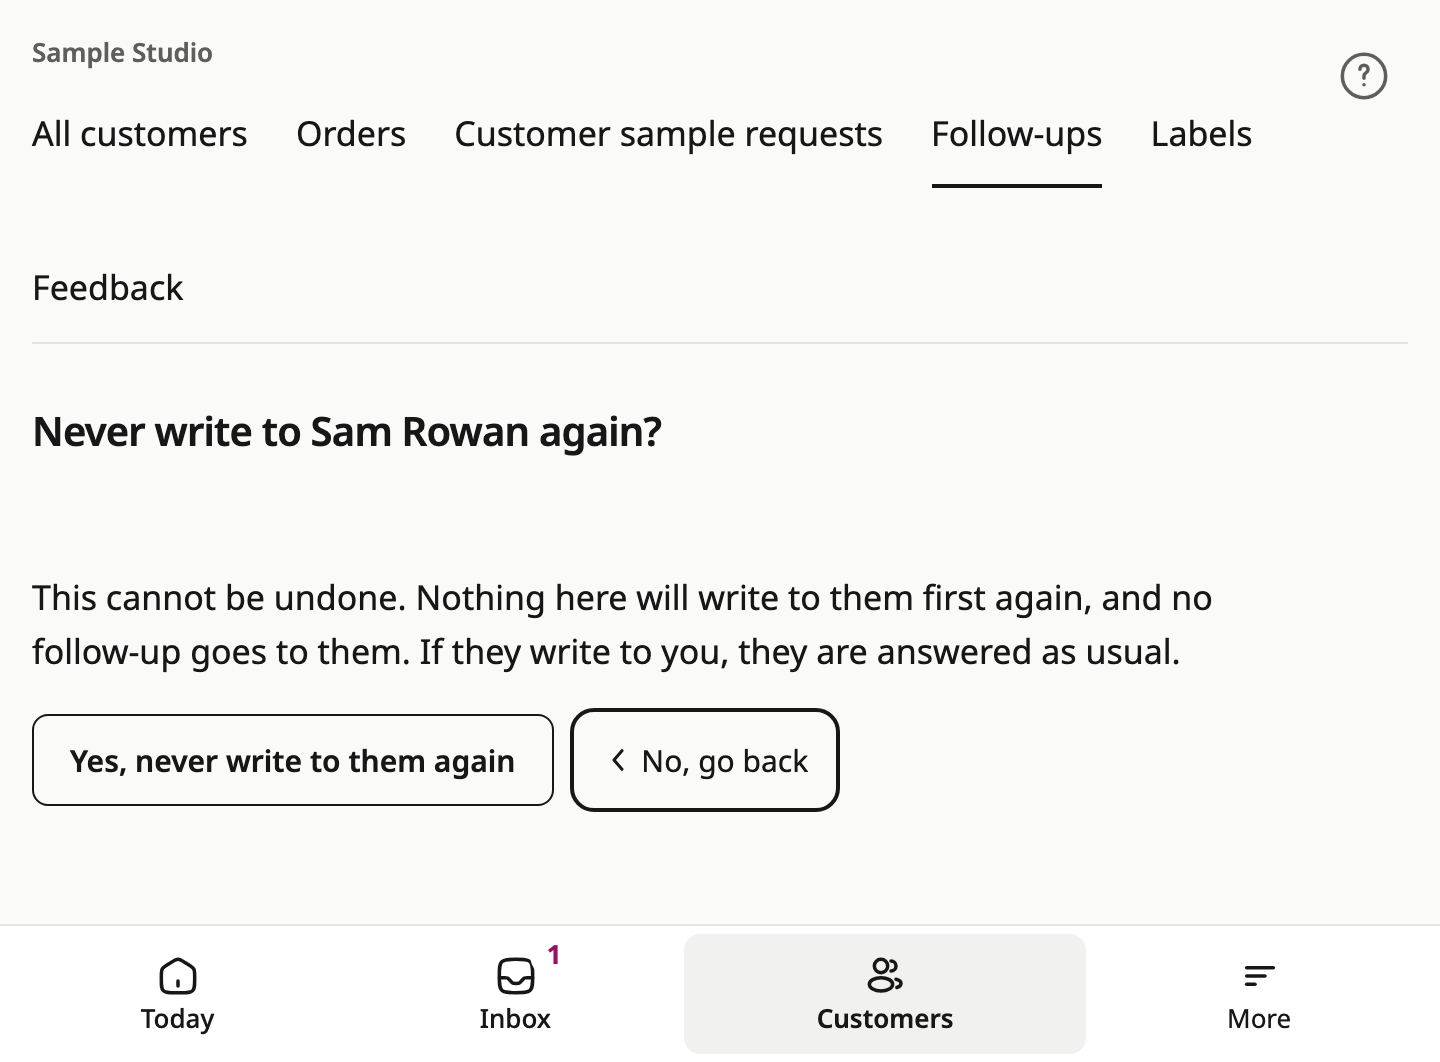 Sample Studio
All customers Orders Customer sample requests Follow-ups Labels
Feedback
Never write to Sam Rowan again?
This cannot be undone. Nothing here will write to them first again, and no
follow-up goes to them. If they write to you, they are answered as usual.
Yes, never write to them again No, go back
1
Today Inbox Customers More